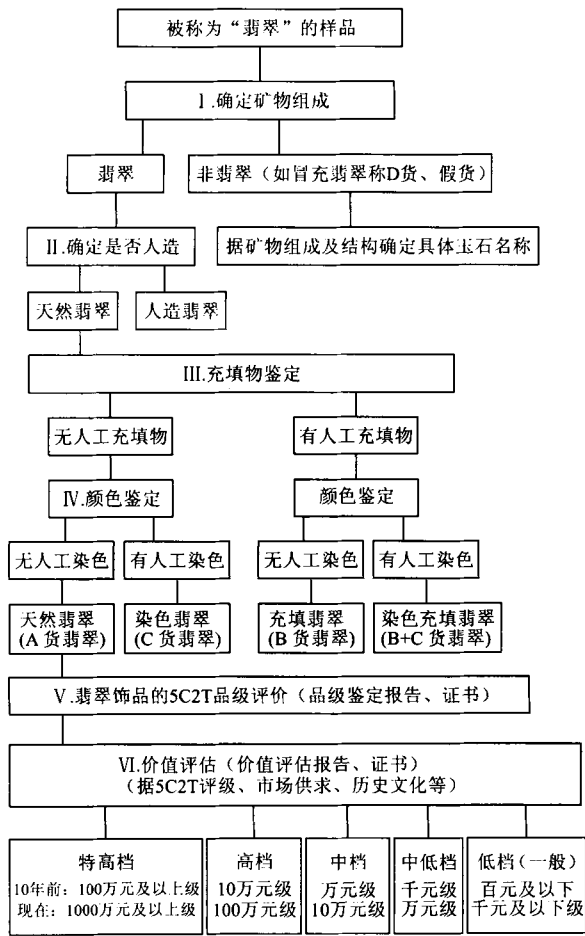 被称为“翡翠”的样品
Ⅰ.确定矿物组成
翡翠
非翡翠（如冒充翡翠称D货、假货）
Ⅱ.确定是否人造
据矿物组成及结构确定具体玉石名称
天然翡翠
人造翡翠
Ⅲ.充填物鉴定
无人工充填物
有人工充填物
Ⅳ.颜色鉴定
颜色鉴定
无人工染色
有人工染色
无人工染色
有人工染色
天然翡翠
(A 货翡翠)
染色翡翠
(C 货翡翠)
充填翡翠
(B 货翡翠)
染色充填翡翠
(B+C 货翡翠)
Ⅴ.翡翠饰品的5C2T品级评价（品级鉴定报告、证书）
Ⅵ.价值评估（价值评估报告、证书）
（据5C2T评级、市场供求、历史文化等）
特高档
10年前：100万元及以上级
现在：1000万元及以上级
高档
10万元级
100万元级
中档
万元级
10万元级
中低档
千元级
万元级
低档（一般）
百元及以下
千元及以下级